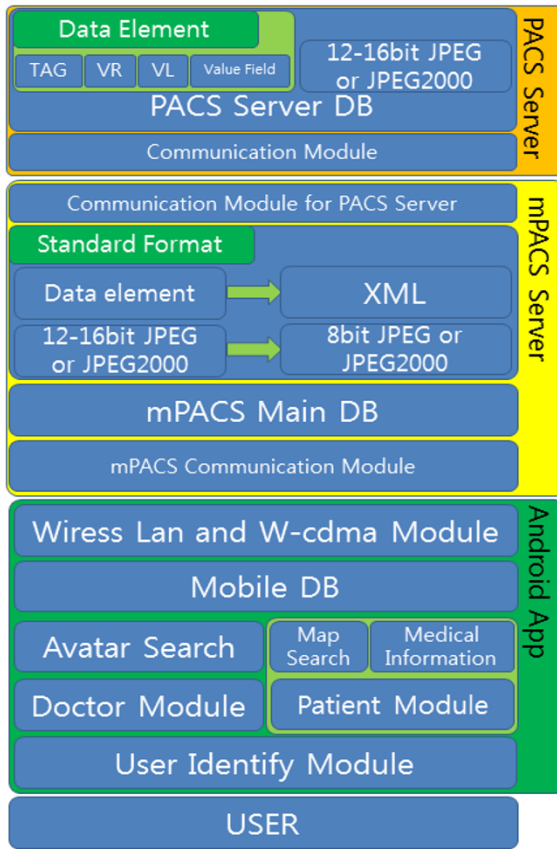 Data Element
TAG
VR
VL
Value Field
12-16bit JPEG
or JPEG2000
PACS Server DB
Communication Module
PACS Server
Communication Module for PACS Server
Standard Format
Data element
XML
12-16bit JPEG
or JPEG2000
8bit JPEG or
JPEG2000
mPACS Main DB
mPACS Communication Module
mPACS Server
Wiress Lan and W-cdma Module
Mobile DB
Avatar Search
Map
Search
Medical
Information
Doctor Module
Patient Module
User Identify Module
Android App
USER